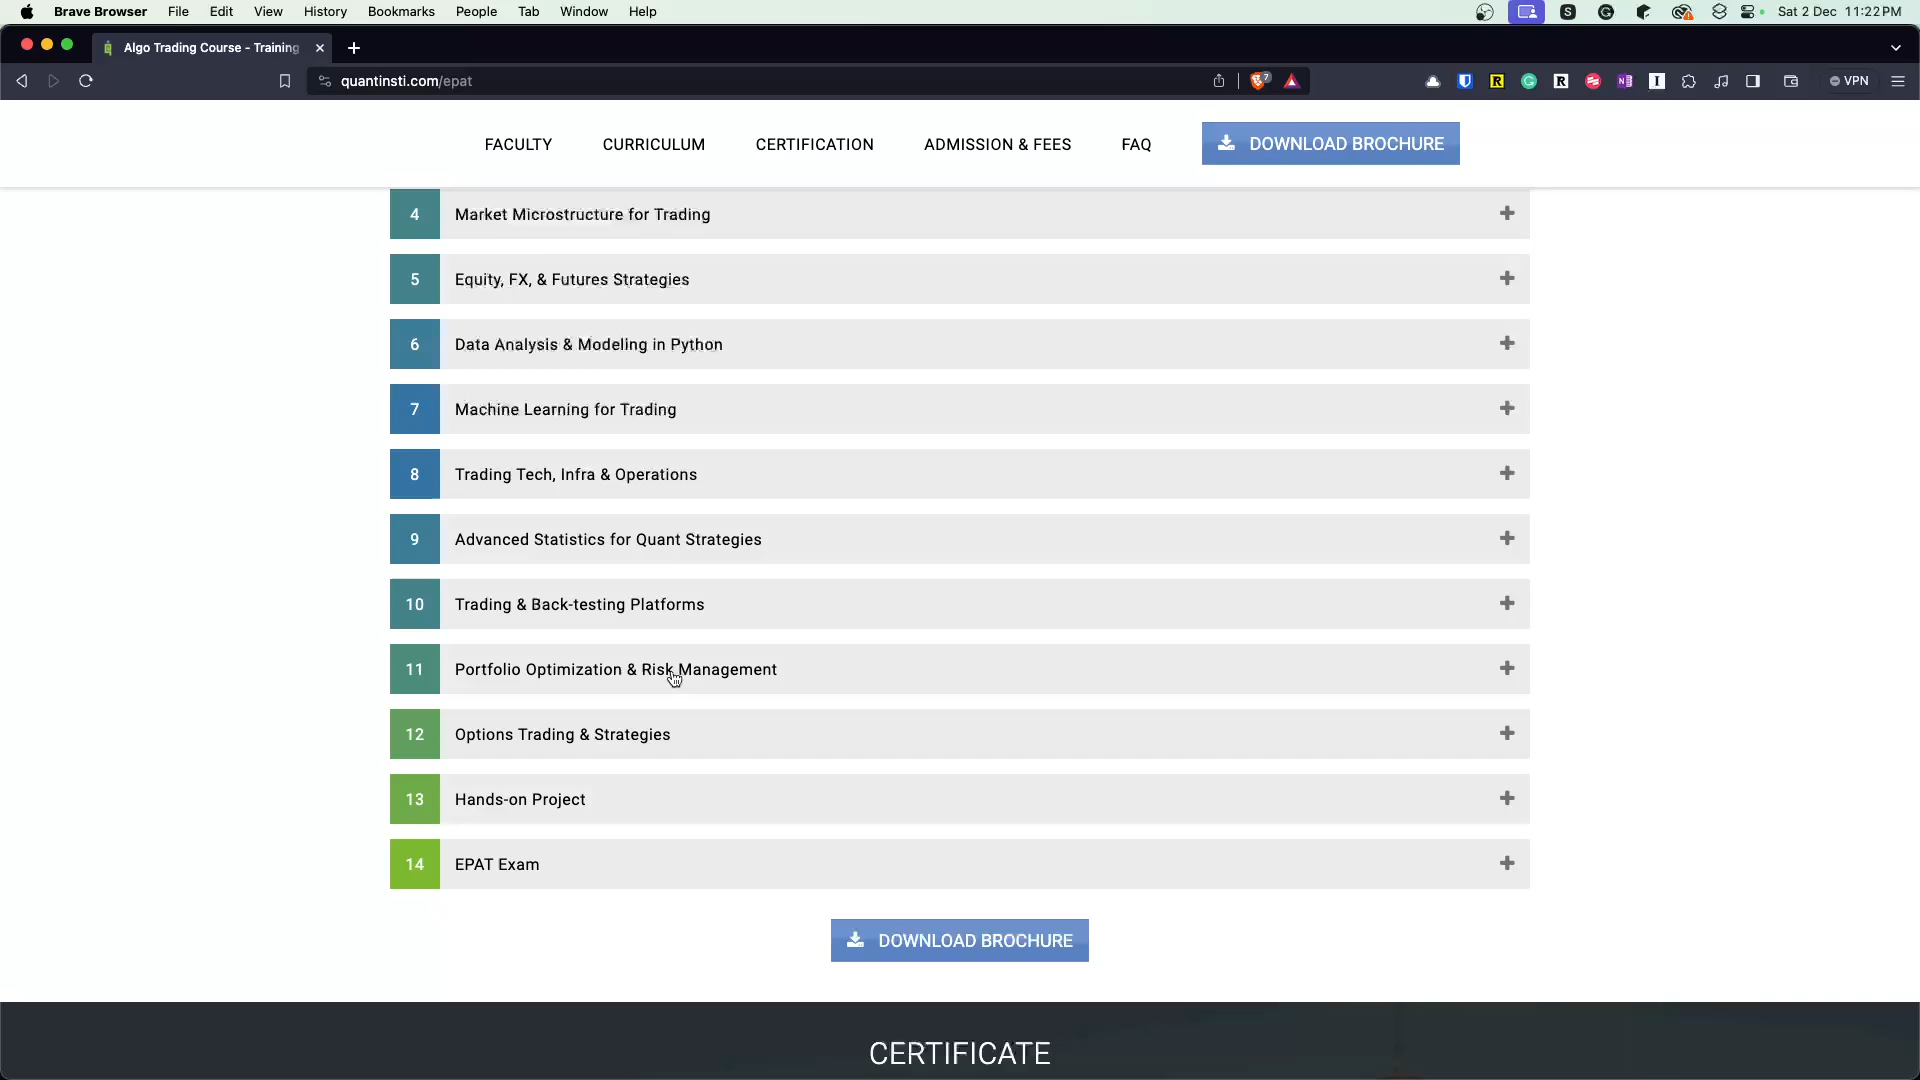 Brave Browser File Edit View History Bookmarks People Tab Window Help Sat 2 Dec 11:22 PM
Algo Trading Course - Training
quantinsti.com/epat 7 VPN
FACULTY CURRICULUM CERTIFICATION ADMISSION & FEES FAQ DOWNLOAD BROCHURE
4 Market Microstructure for Trading
5 Equity, FX, & Futures Strategies
6 Data Analysis & Modeling in Python
7 Machine Learning for Trading
8 Trading Tech, Infra & Operations
9 Advanced Statistics for Quant Strategies
10 Trading & Back-testing Platforms
11 Portfolio Optimization & Risk Management
12 Options Trading & Strategies
13 Hands-on Project
14 EPAT Exam
DOWNLOAD BROCHURE
CERTIFICATE